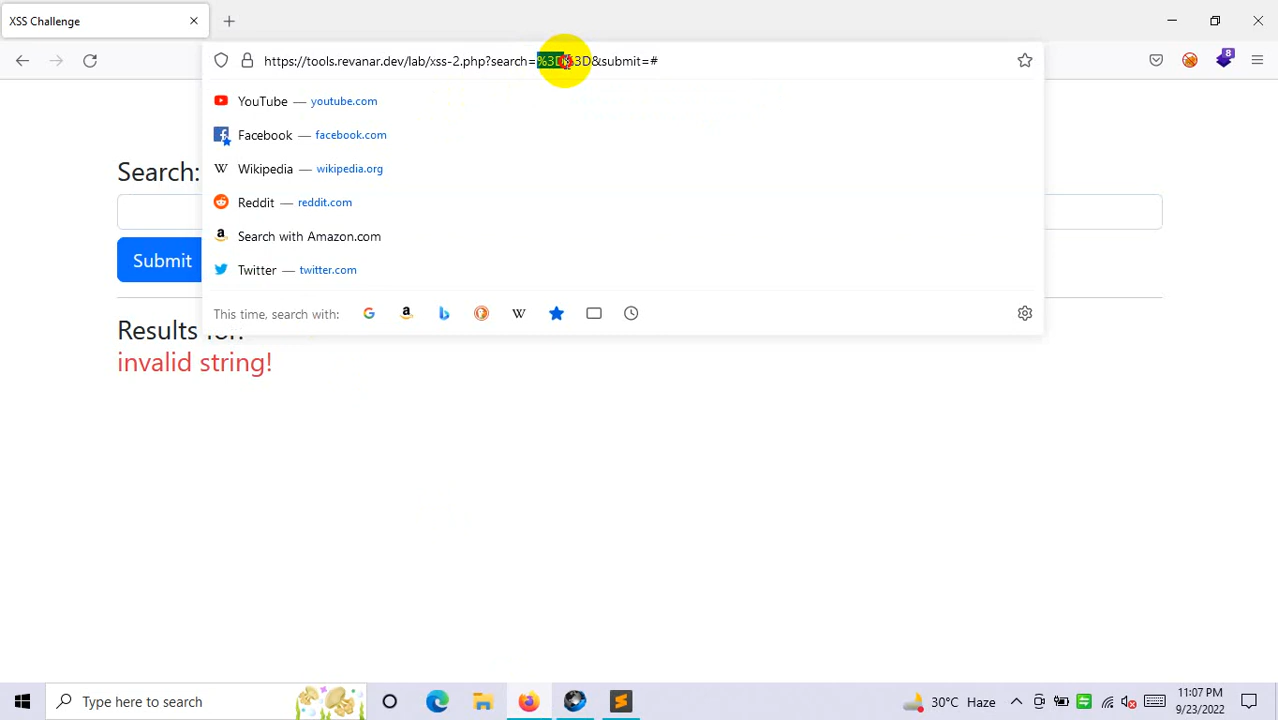 XSS Challenge
https://tools.revanar.dev/lab/xss-2.php?search=%3D%3D&submit=#
8
YouTube — youtube.com
Facebook — facebook.com
Wikipedia — wikipedia.org
Reddit — reddit.com
Search with Amazon.com
Twitter — twitter.com
This time, search with:
Search:
Submit
Results for:
invalid string!
Type here to search
30°C Haze
11:07 PM
9/23/2022